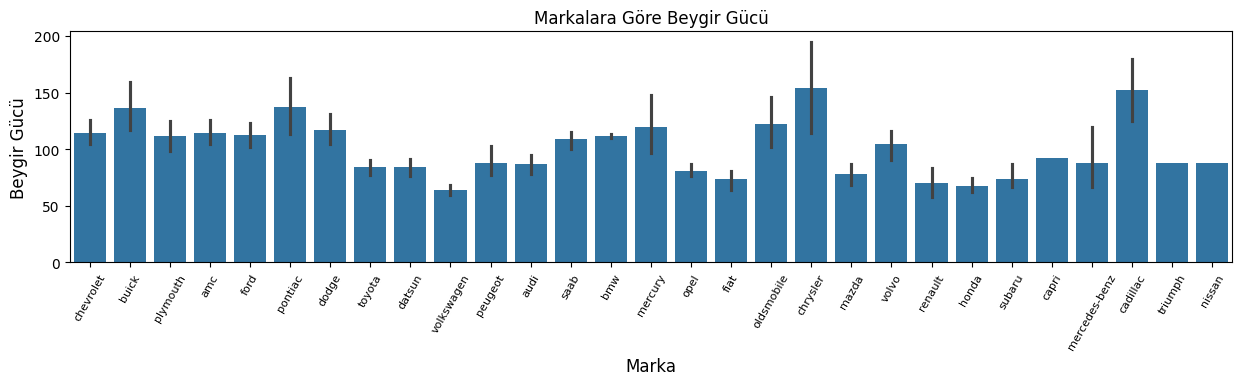 Markalara Göre Beygir Gücü
Beygir Gücü
200
150
100
50
0
chevrolet
buick
plymouth
amc
ford
pontiac
dodge
toyota
datsun
volkswagen
peugeot
audi
saab
bmw
mercury
opel
fiat
oldsmobile
chrysler
mazda
volvo
renault
honda
subaru
capri
mercedes-benz
cadillac
triumph
nissan
Marka